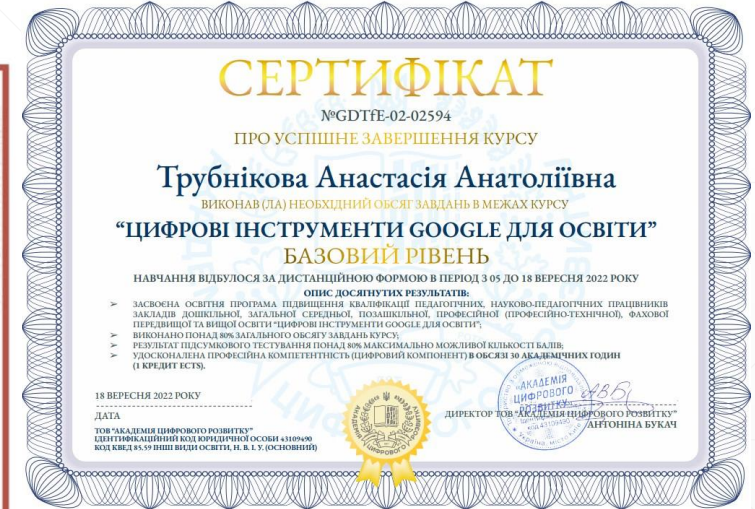 СЕРТИФІКАТ
№GDTfE-02-02594
ПРО УСПІШНЕ ЗАВЕРШЕННЯ КУРСУ
Трубнікова Анастасія Анатоліївна
ВИКОНАВ (ЛА) НЕОБХІДНИЙ ОБСЯГ ЗАВДАНЬ В МЕЖАХ КУРСУ
“ЦИФРОВІ ІНСТРУМЕНТИ GOOGLE ДЛЯ ОСВІТИ”
БАЗОВИЙ РІВЕНЬ
НАВЧАННЯ ВІДБУЛОСЯ ЗА ДИСТАНЦІЙНОЮ ФОРМОЮ В ПЕРІОД З 05 ДО 18 ВЕРЕСНЯ 2022 РОКУ
ОПИС ДОСЯГНУТИХ РЕЗУЛЬТАТІВ:
➢ ЗАСВОЄНА ОСВІТНЯ ПРОГРАМА ПІДВИЩЕННЯ КВАЛІФІКАЦІЇ ПЕДАГОГІЧНИХ, НАУКОВО-ПЕДАГОГІЧНИХ ПРАЦІВНИКІВ
ЗАКЛАДІВ ДОШКІЛЬНОЇ, ЗАГАЛЬНОЇ СЕРЕДНЬОЇ, ПОЗАШКІЛЬНОЇ, ПРОФЕСІЙНОЇ (ПРОФЕСІЙНО-ТЕХНІЧНОЇ), ФАХОВОЇ
ПЕРЕДВИЩОЇ ТА ВИЩОЇ ОСВІТИ “ЦИФРОВІ ІНСТРУМЕНТИ GOOGLE ДЛЯ ОСВІТИ”;
➢ ВИКОНАНО ПОНАД 80% ЗАГАЛЬНОГО ОБСЯГУ ЗАВДАНЬ КУРСУ;
➢ РЕЗУЛЬТАТ ПІДСУМКОВОГО ТЕСТУВАННЯ ПОНАД 80% МАКСИМАЛЬНО МОЖЛИВОЇ КІЛЬКОСТІ БАЛІВ;
➢ УДОСКОНАЛЕНА ПРОФЕСІЙНА КОМПЕТЕНТНІСТЬ (ЦИФРОВИЙ КОМПОНЕНТ) В ОБСЯЗІ 30 АКАДЕМІЧНИХ ГОДИН
(1 КРЕДИТ ECTS).
18 ВЕРЕСНЯ 2022 РОКУ
ДАТА
ТОВ “АКАДЕМІЯ ЦИФРОВОГО РОЗВИТКУ”
ІДЕНТИФІКАЦІЙНИЙ КОД ЮРИДИЧНОЇ ОСОБИ 43109490
КОД КВЕД 85.59 ІНШІ ВИДИ ОСВІТИ, Н. В. І. У. (ОСНОВНИЙ)
АКАДЕМІЯ
ЦИФРОВОГО
РОЗВИТКУ
43109490
ДИРЕКТОР ТОВ “АКАДЕМІЯ ЦИФРОВОГО РОЗВИТКУ”
АНТОНІНА БУКАЧ